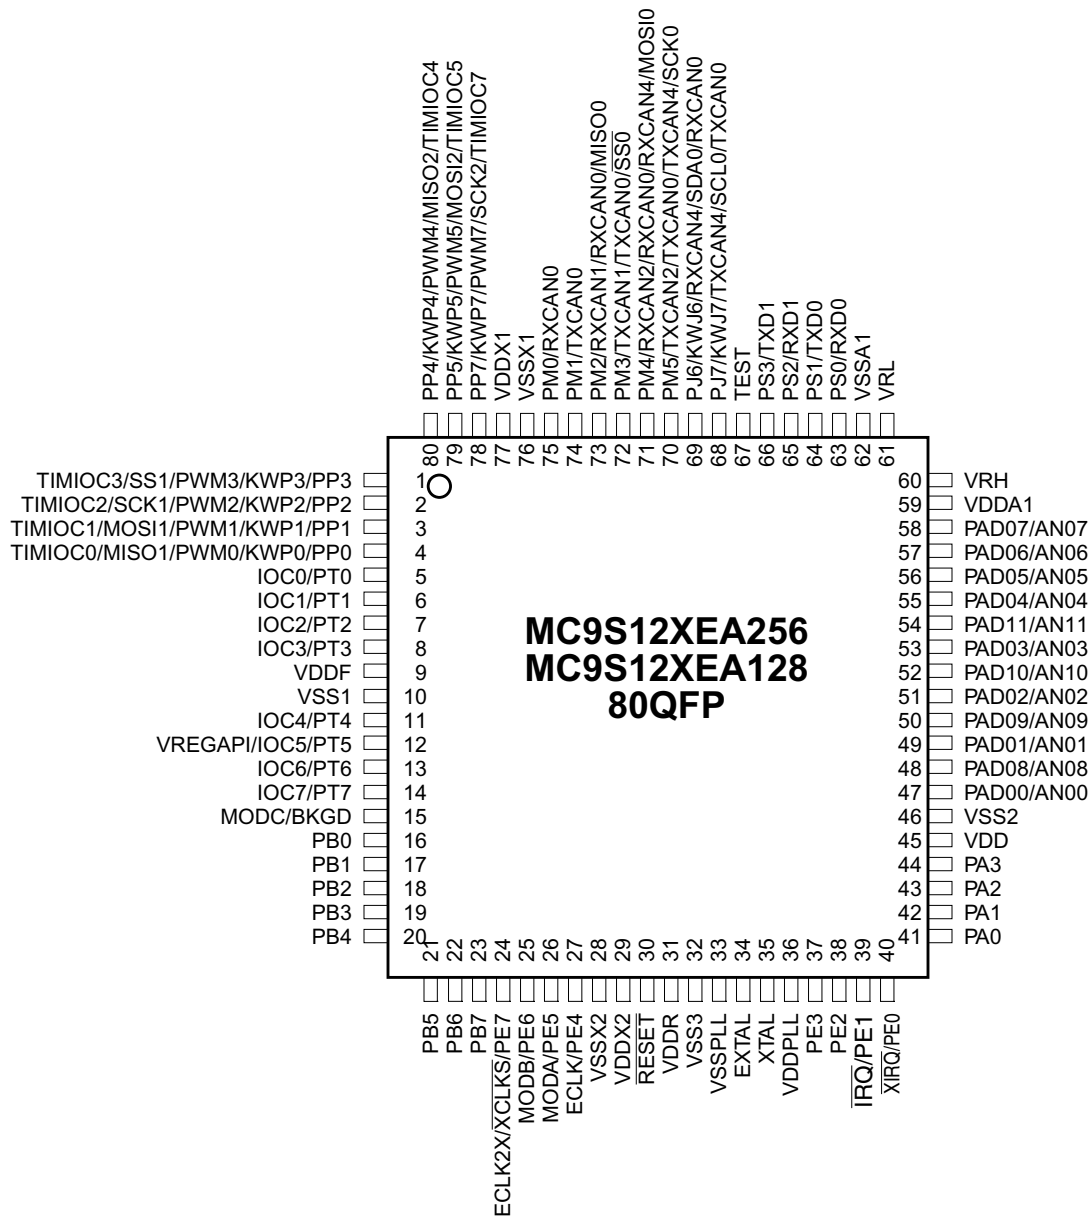 PP4/KWP4/PWM4/MISO2/TIMIOC4
PP5/KWP5/PWM5/MOSI2/TIMIOC5
PP7/KWP7/PWM7/SCK2/TIMIOC7
VDDX1
VSSX1
PM0/RXCAN0
PM1/TXCAN0
PM2/RXCAN1/RXCAN0/MISO0
PM3/TXCAN1/TXCAN0/SS0
PM4/RXCAN2/RXCAN0/RXCAN4/MOSI0
PM5/TXCAN2/TXCAN0/TXCAN4/SCK0
PJ6/KWJ6/RXCAN4/SDA0/RXCAN0
PJ7/KWJ7/TXCAN4/SCL0/TXCAN0
TEST
PS3/TXD1
PS2/RXD1
PS1/TXD0
PS0/RXD0
VSSA1
VRL
80
79
78
77
76
75
74
73
72
71
70
69
68
67
66
65
64
63
62
61
TIMIOC3/SS1/PWM3/KWP3/PP3 1
TIMIOC2/SCK1/PWM2/KWP2/PP2 2
TIMIOC1/MOSI1/PWM1/KWP1/PP1 3
TIMIOC0/MISO1/PWM0/KWP0/PP0 4
IOC0/PT0 5
IOC1/PT1 6
IOC2/PT2 7
IOC3/PT3 8
VDDF 9
VSS1 10
IOC4/PT4 11
VREGAPI/IOC5/PT5 12
IOC6/PT6 13
IOC7/PT7 14
MODC/BKGD 15
PB0 16
PB1 17
PB2 18
PB3 19
PB4 20
MC9S12XEA256
MC9S12XEA128
80QFP
60 VRH
59 VDDA1
58 PAD07/AN07
57 PAD06/AN06
56 PAD05/AN05
55 PAD04/AN04
54 PAD11/AN11
53 PAD03/AN03
52 PAD10/AN10
51 PAD02/AN02
50 PAD09/AN09
49 PAD01/AN01
48 PAD08/AN08
47 PAD00/AN00
46 VSS2
45 VDD
44 PA3
43 PA2
42 PA1
41 PA0
21
22
23
24
25
26
27
28
29
30
31
32
33
34
35
36
37
38
39
40
PB5
PB6
PB7
ECLK2X/XCLKS/PE7
MODB/PE6
MODA/PE5
ECLK/PE4
VSSX2
VDDX2
RESET
VDDR
VSS3
VSSPLL
EXTAL
XTAL
VDDPLL
PE3
PE2
IRQ/PE1
XIRQ/PE0